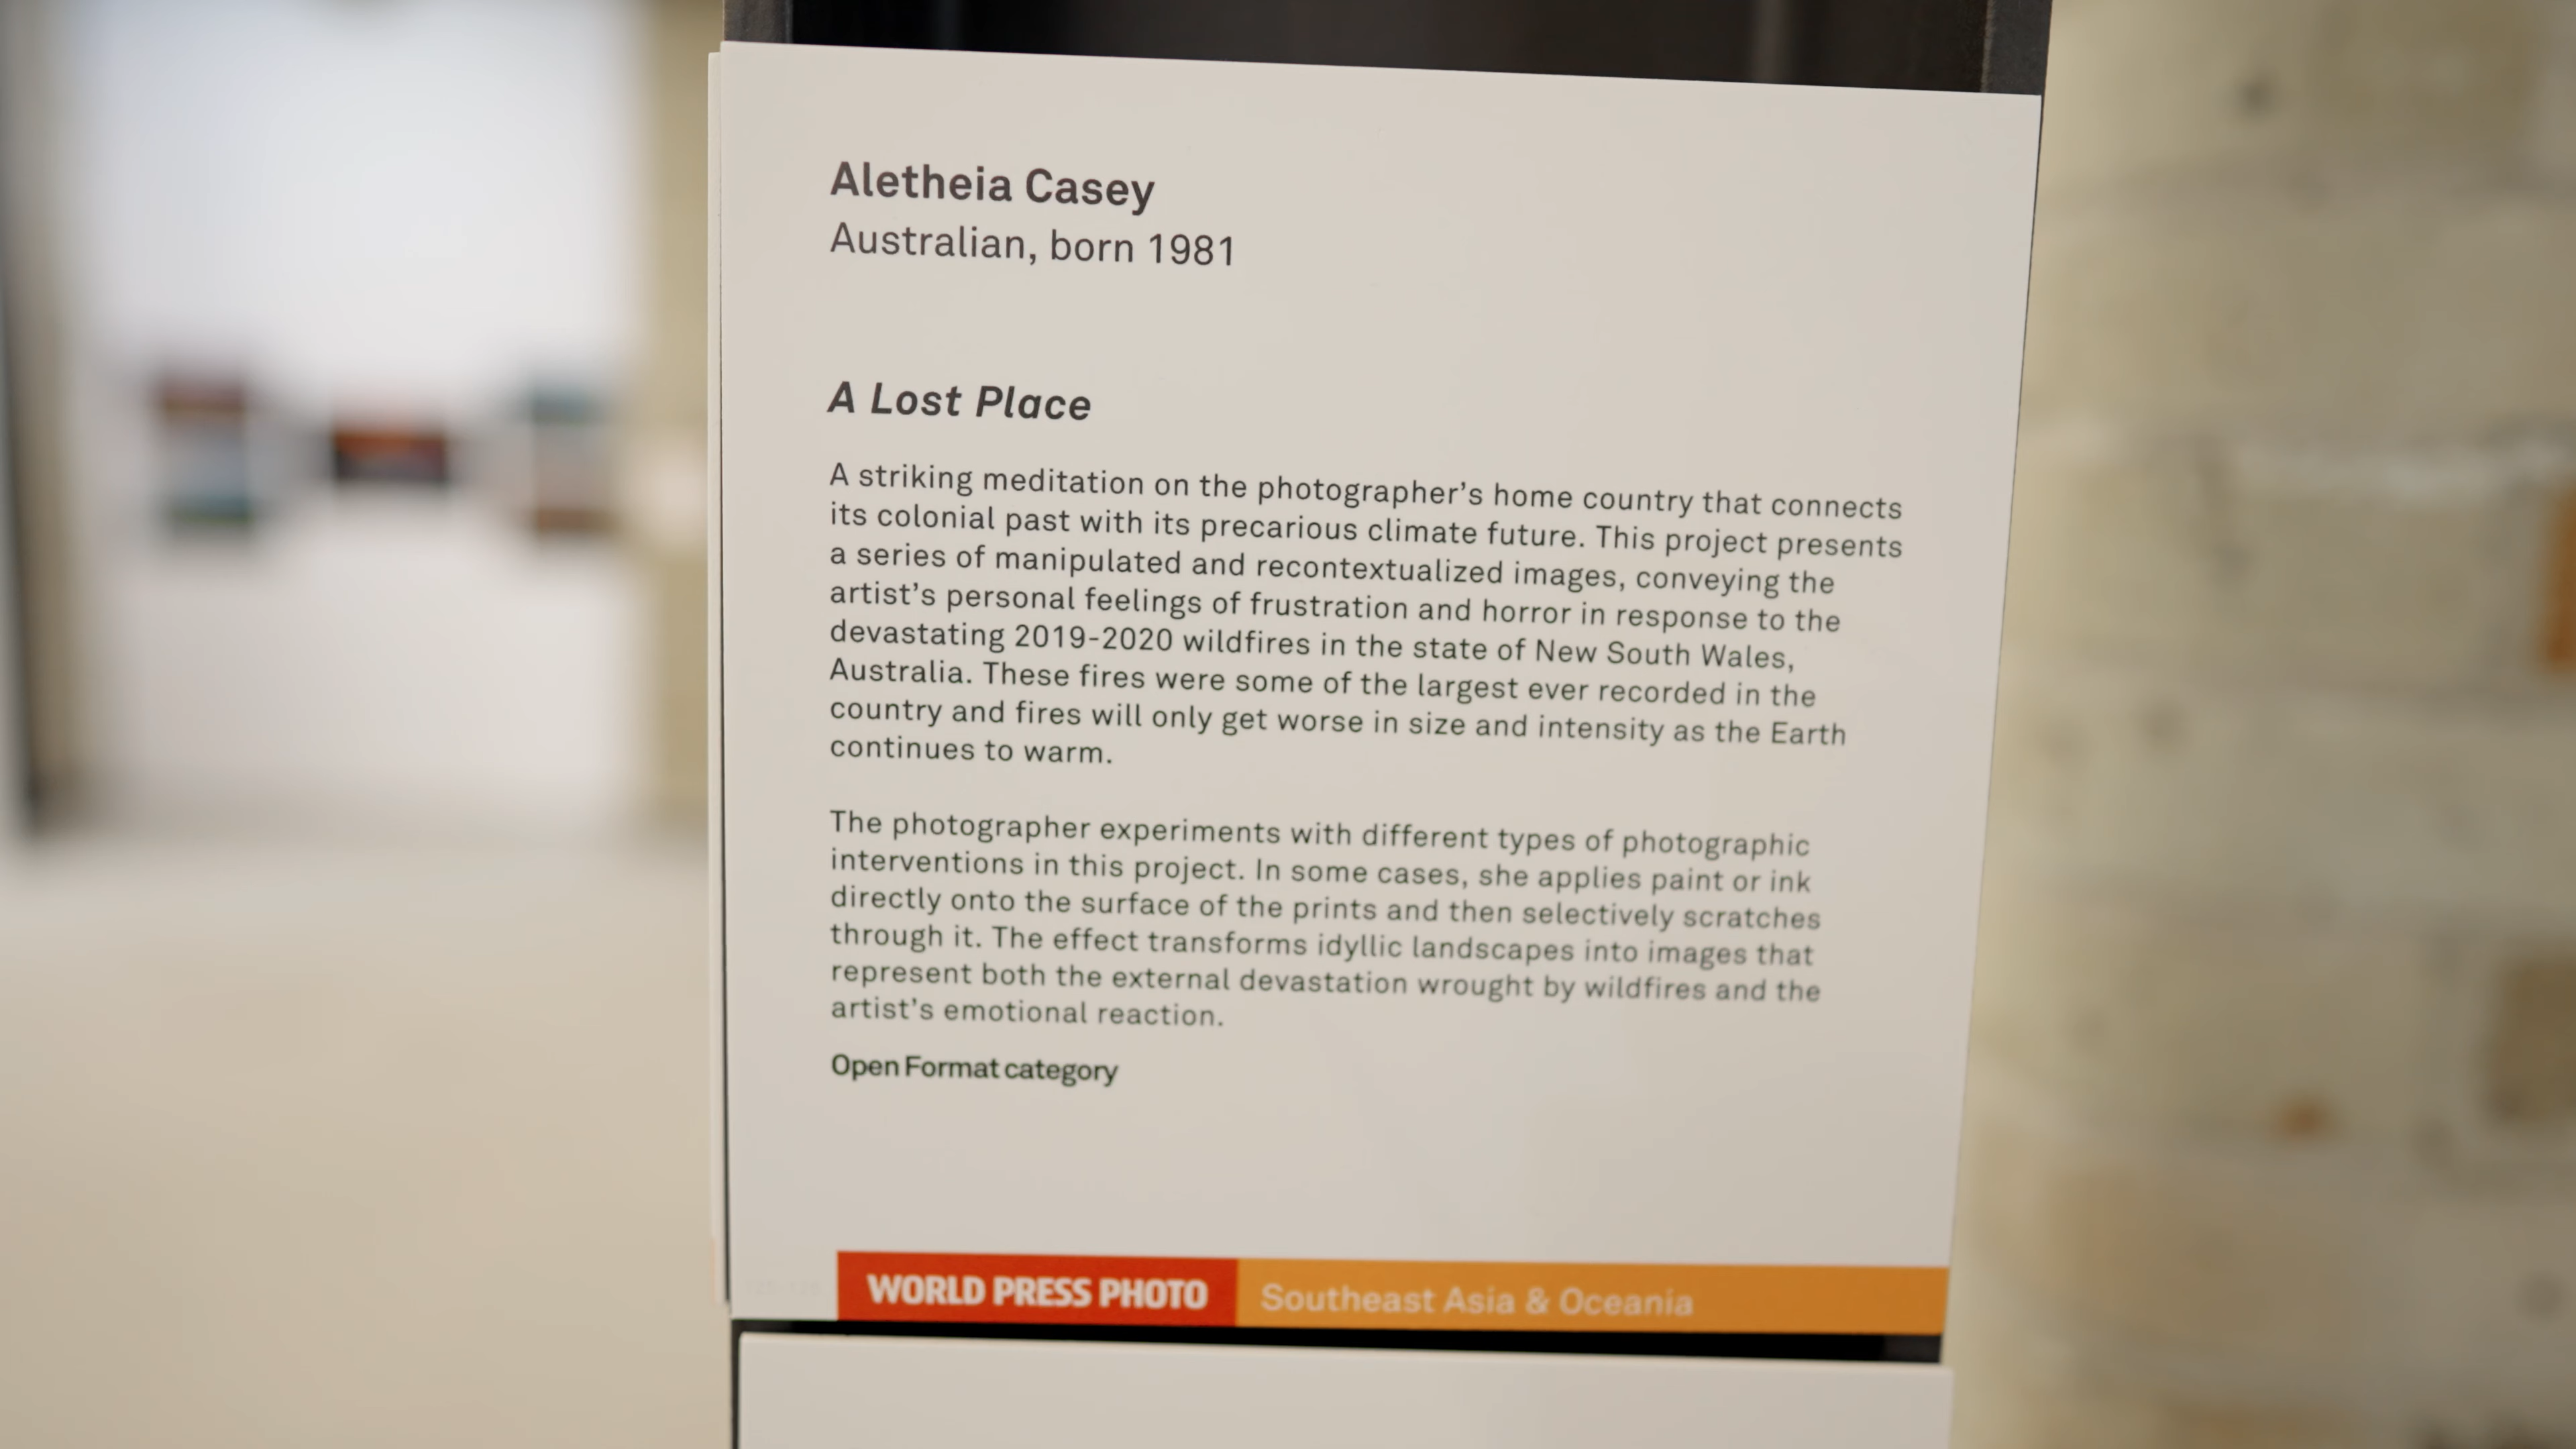 Aletheia Casey
Australian, born 1981
A Lost Place
A striking meditation on the photographer's home country that connects
its colonial past with its precarious climate future. This project presents
a series of manipulated and recontextualized images, conveying the
artist's personal feelings of frustration and horror in response to the
devastating 2019-2020 wildfires in the state of New South Wales,
Australia. These fires were some of the largest ever recorded in the
country and fires will only get worse in size and intensity as the Earth
continues to warm.
The photographer experiments with different types of photographic
interventions in this project. In some cases, she applies paint or ink
directly onto the surface of the prints and then selectively scratches
through it. The effect transforms idyllic landscapes into images that
represent both the external devastation wrought by wildfires and the
artist's emotional reaction.
Open Format category
WORLD PRESS PHOTO Southeast Asia & Oceania